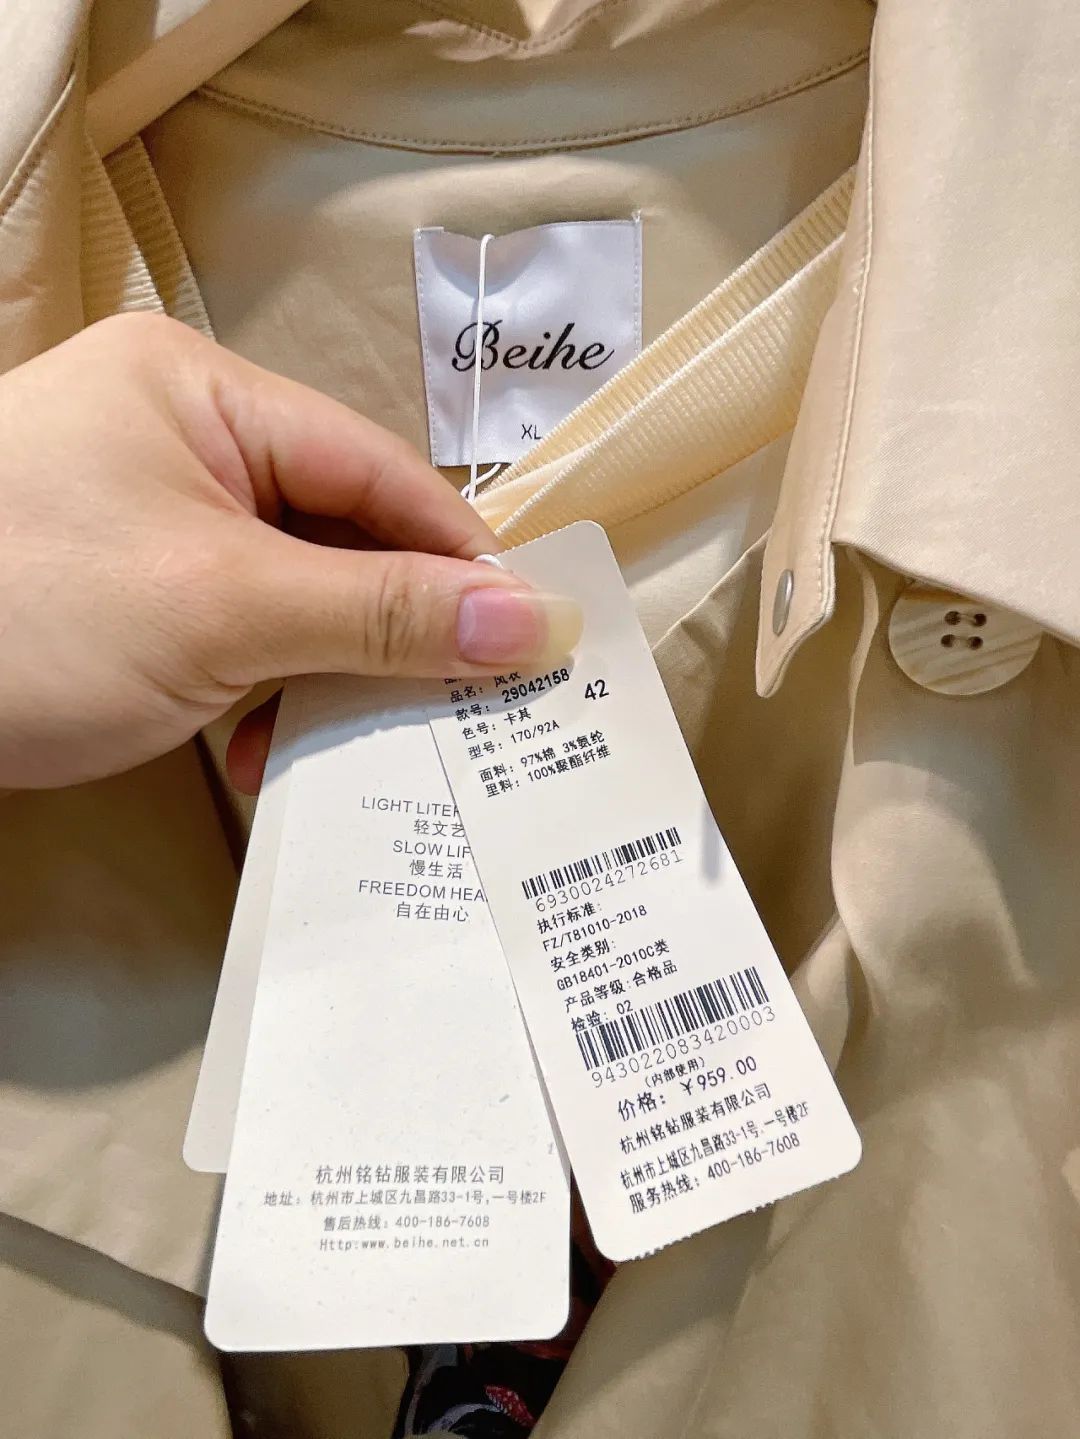 Beihe
XL
品名: 风衣
款号: 29042158
42
色号: 卡其
型号: 170/92A
面料: 97%棉 3%氨纶
里料: 100%聚酯纤维
6930024272681
执行标准:
FZ/T81010-2018
安全类别:
GB18401-2010C类
产品等级:合格品
检验: 02
943022083420003
(内部使用)
价格: ￥959.00
杭州铭钻服装有限公司
杭州市上城区九昌路33-1号,一号楼2F
服务热线: 400-186-7608
LIGHT LITER
轻文艺
SLOW LIF
慢生活
FREEDOM HEA
自在由心
杭州铭钻服装有限公司
地址: 杭州市上城区九昌路33-1号,一号楼2F
售后热线: 400-186-7608
Http:www.beihe.net.cn